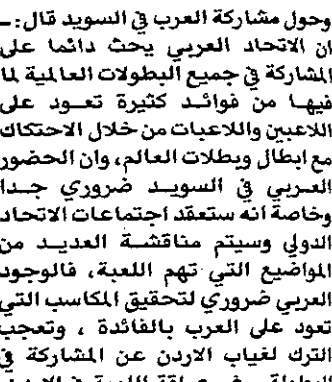 وحول مشاركة العرب في السويد قال: ـ
ان الاتحاد العربي يحث دائما على
المشاركة في جميع البطولات العالمية لما
فيها من فوائد كثيرة تعود على
اللاعبين واللاعبات من خلال الاحتكاك
مع ابطال وبطلات العالم، وان الحضور
العربي في السويد ضروري جدا
وخاصة انه ستعقد اجتماعات الاتحاد
الدولي وسيتم مناقشة العديد من
المواضيع التي تهم اللعبة، فالوجود
العربي ضروري لتحقيق المكاسب التي
تعود على العرب بالفائدة ، وتعجب
الترك لغياب الاردن عن المشاركة في